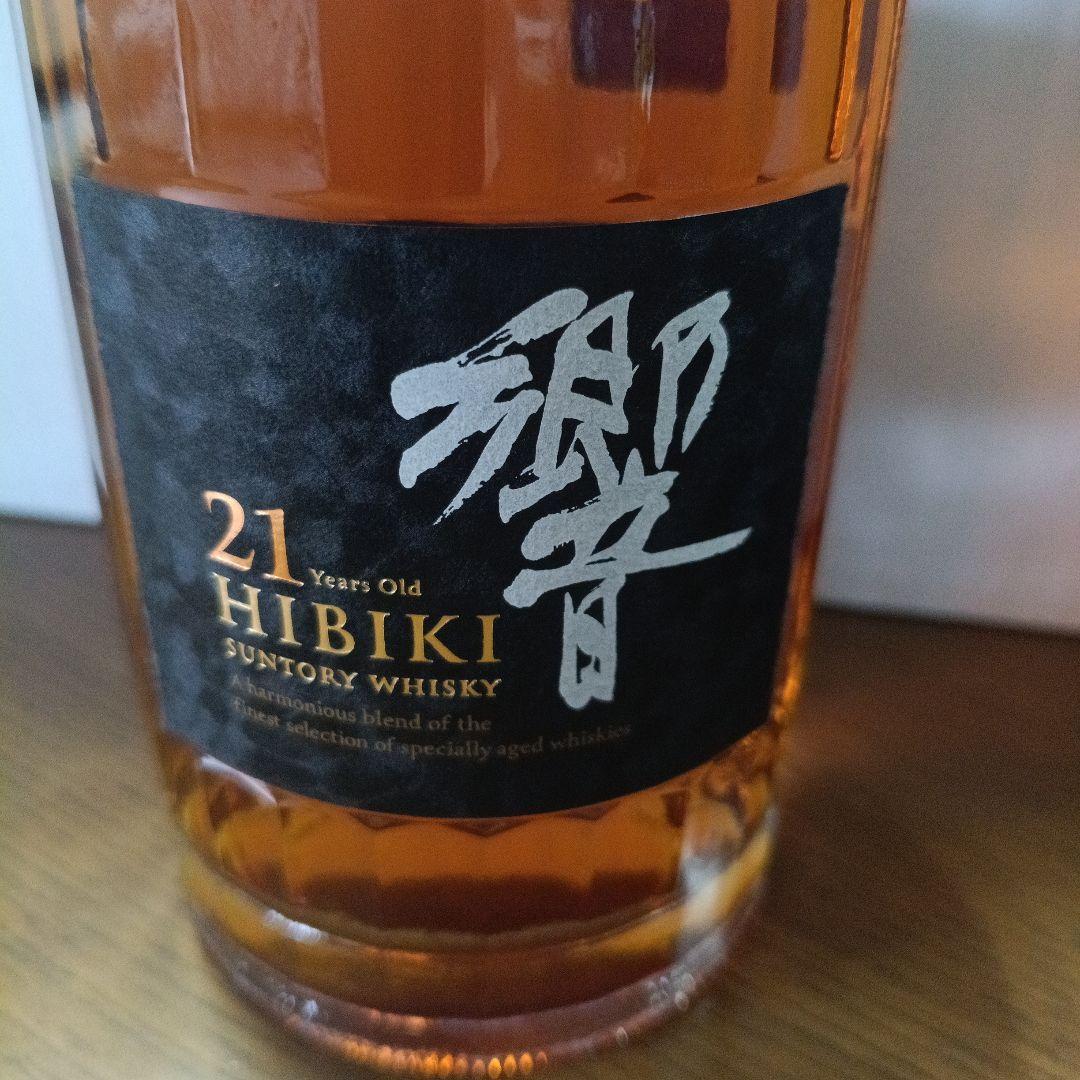 響
21 Years Old
HIBIKI
SUNTORY WHISKY
A harmonious blend of the
finest selection of specially aged whiskies